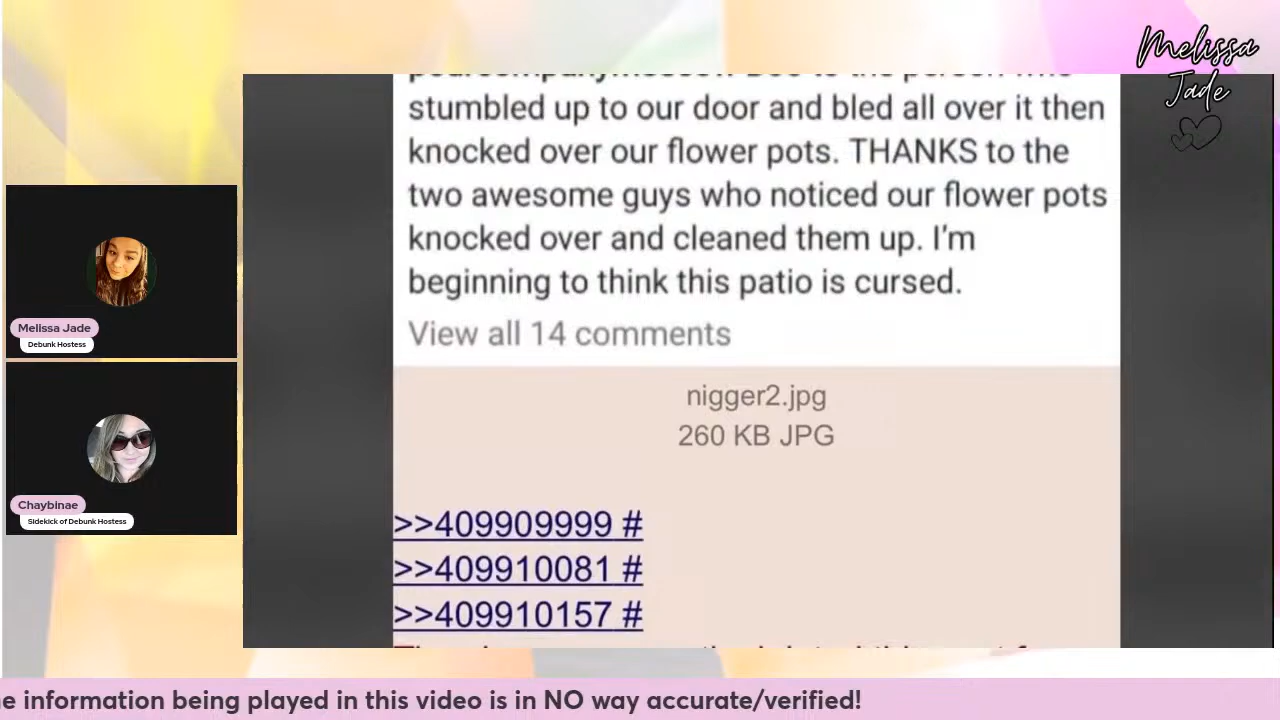 Melissa
Jade
stumbled up to our door and bled all over it then
knocked over our flower pots. THANKS to the
two awesome guys who noticed our flower pots
knocked over and cleaned them up. I'm
beginning to think this patio is cursed.
View all 14 comments
nigger2.jpg
260 KB JPG
>>409909999 #
>>409910081 #
>>409910157 #
Melissa Jade
Debunk Hostess
Chaybinae
Sidekick of Debunk Hostess
e information being played in this video is in NO way accurate/verified!